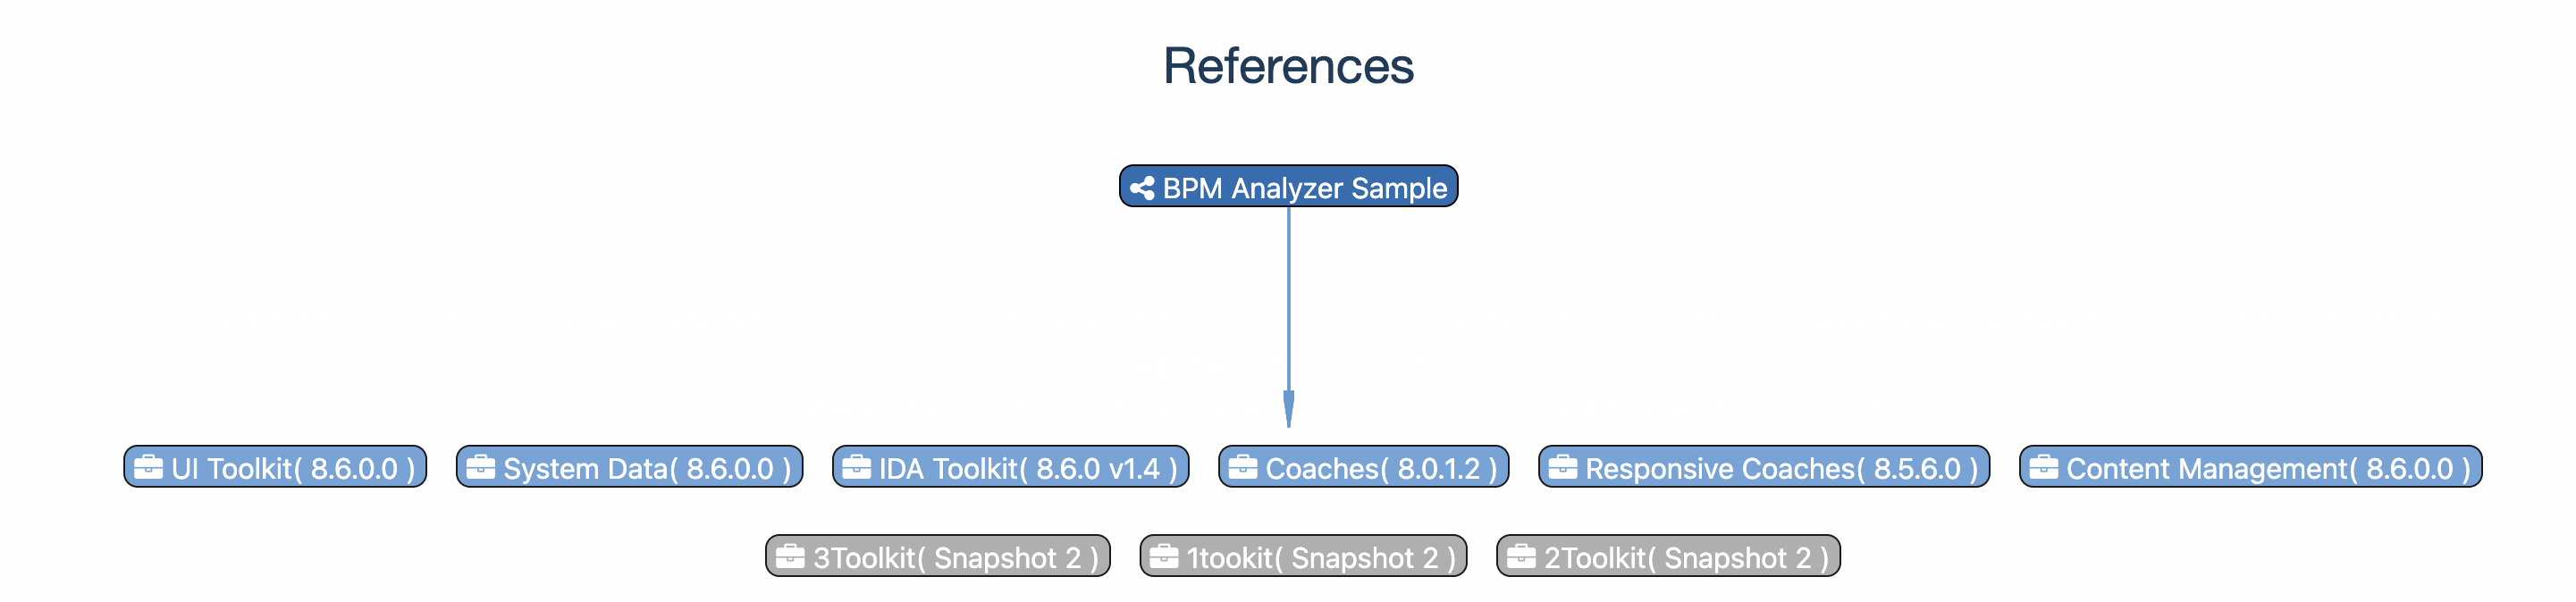 References
BPM Analyzer Sample
UI Toolkit( 8.6.0.0 ) System Data( 8.6.0.0 ) IDA Toolkit( 8.6.0 v1.4 ) Coaches( 8.0.1.2 ) Responsive Coaches( 8.5.6.0 ) Content Management( 8.6.0.0 )
3Toolkit( Snapshot 2 ) 1tookit( Snapshot 2 ) 2Toolkit( Snapshot 2 )